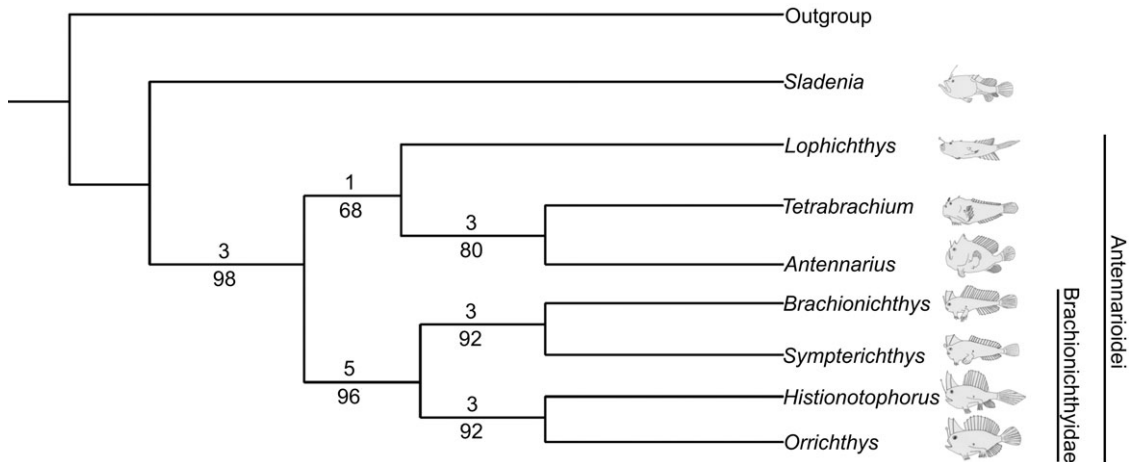 Outgroup
Sladenia
Lophichthys
1
68
Tetrabrachium
3
80
Antennarius
3
98
Brachionichthys
3
92
Sympterichthys
5
96
Histionotophorus
3
92
Orrichthys
Brachionichthyidae
Antennarioidei